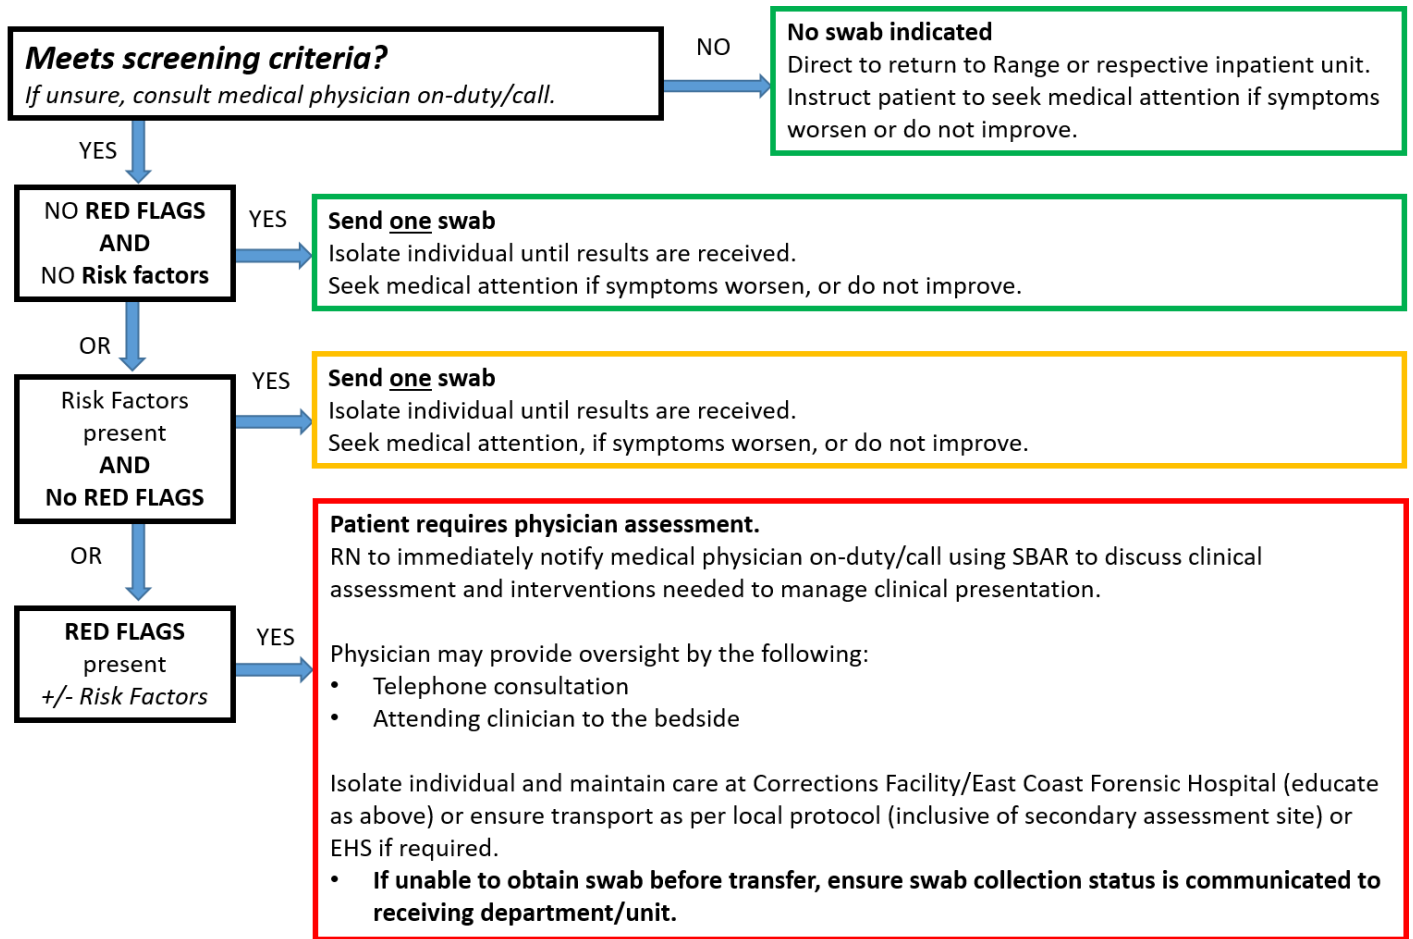 Meets screening criteria?
If unsure, consult medical physician on-duty/call.
NO
No swab indicated
Direct to return to Range or respective inpatient unit.
Instruct patient to seek medical attention if symptoms
worsen or do not improve.
YES
NO RED FLAGS
AND
NO Risk factors
YES
Send one swab
Isolate individual until results are received.
Seek medical attention if symptoms worsen, or do not improve.
OR
Risk Factors
present
AND
No RED FLAGS
YES
Send one swab
Isolate individual until results are received.
Seek medical attention, if symptoms worsen, or do not improve.
OR
RED FLAGS
present
+/- Risk Factors
YES
Patient requires physician assessment.
RN to immediately notify medical physician on-duty/call using SBAR to discuss clinical
assessment and interventions needed to manage clinical presentation.
Physician may provide oversight by the following:
• Telephone consultation
• Attending clinician to the bedside
Isolate individual and maintain care at Corrections Facility/East Coast Forensic Hospital (educate
as above) or ensure transport as per local protocol (inclusive of secondary assessment site) or
EHS if required.
• If unable to obtain swab before transfer, ensure swab collection status is communicated to
receiving department/unit.